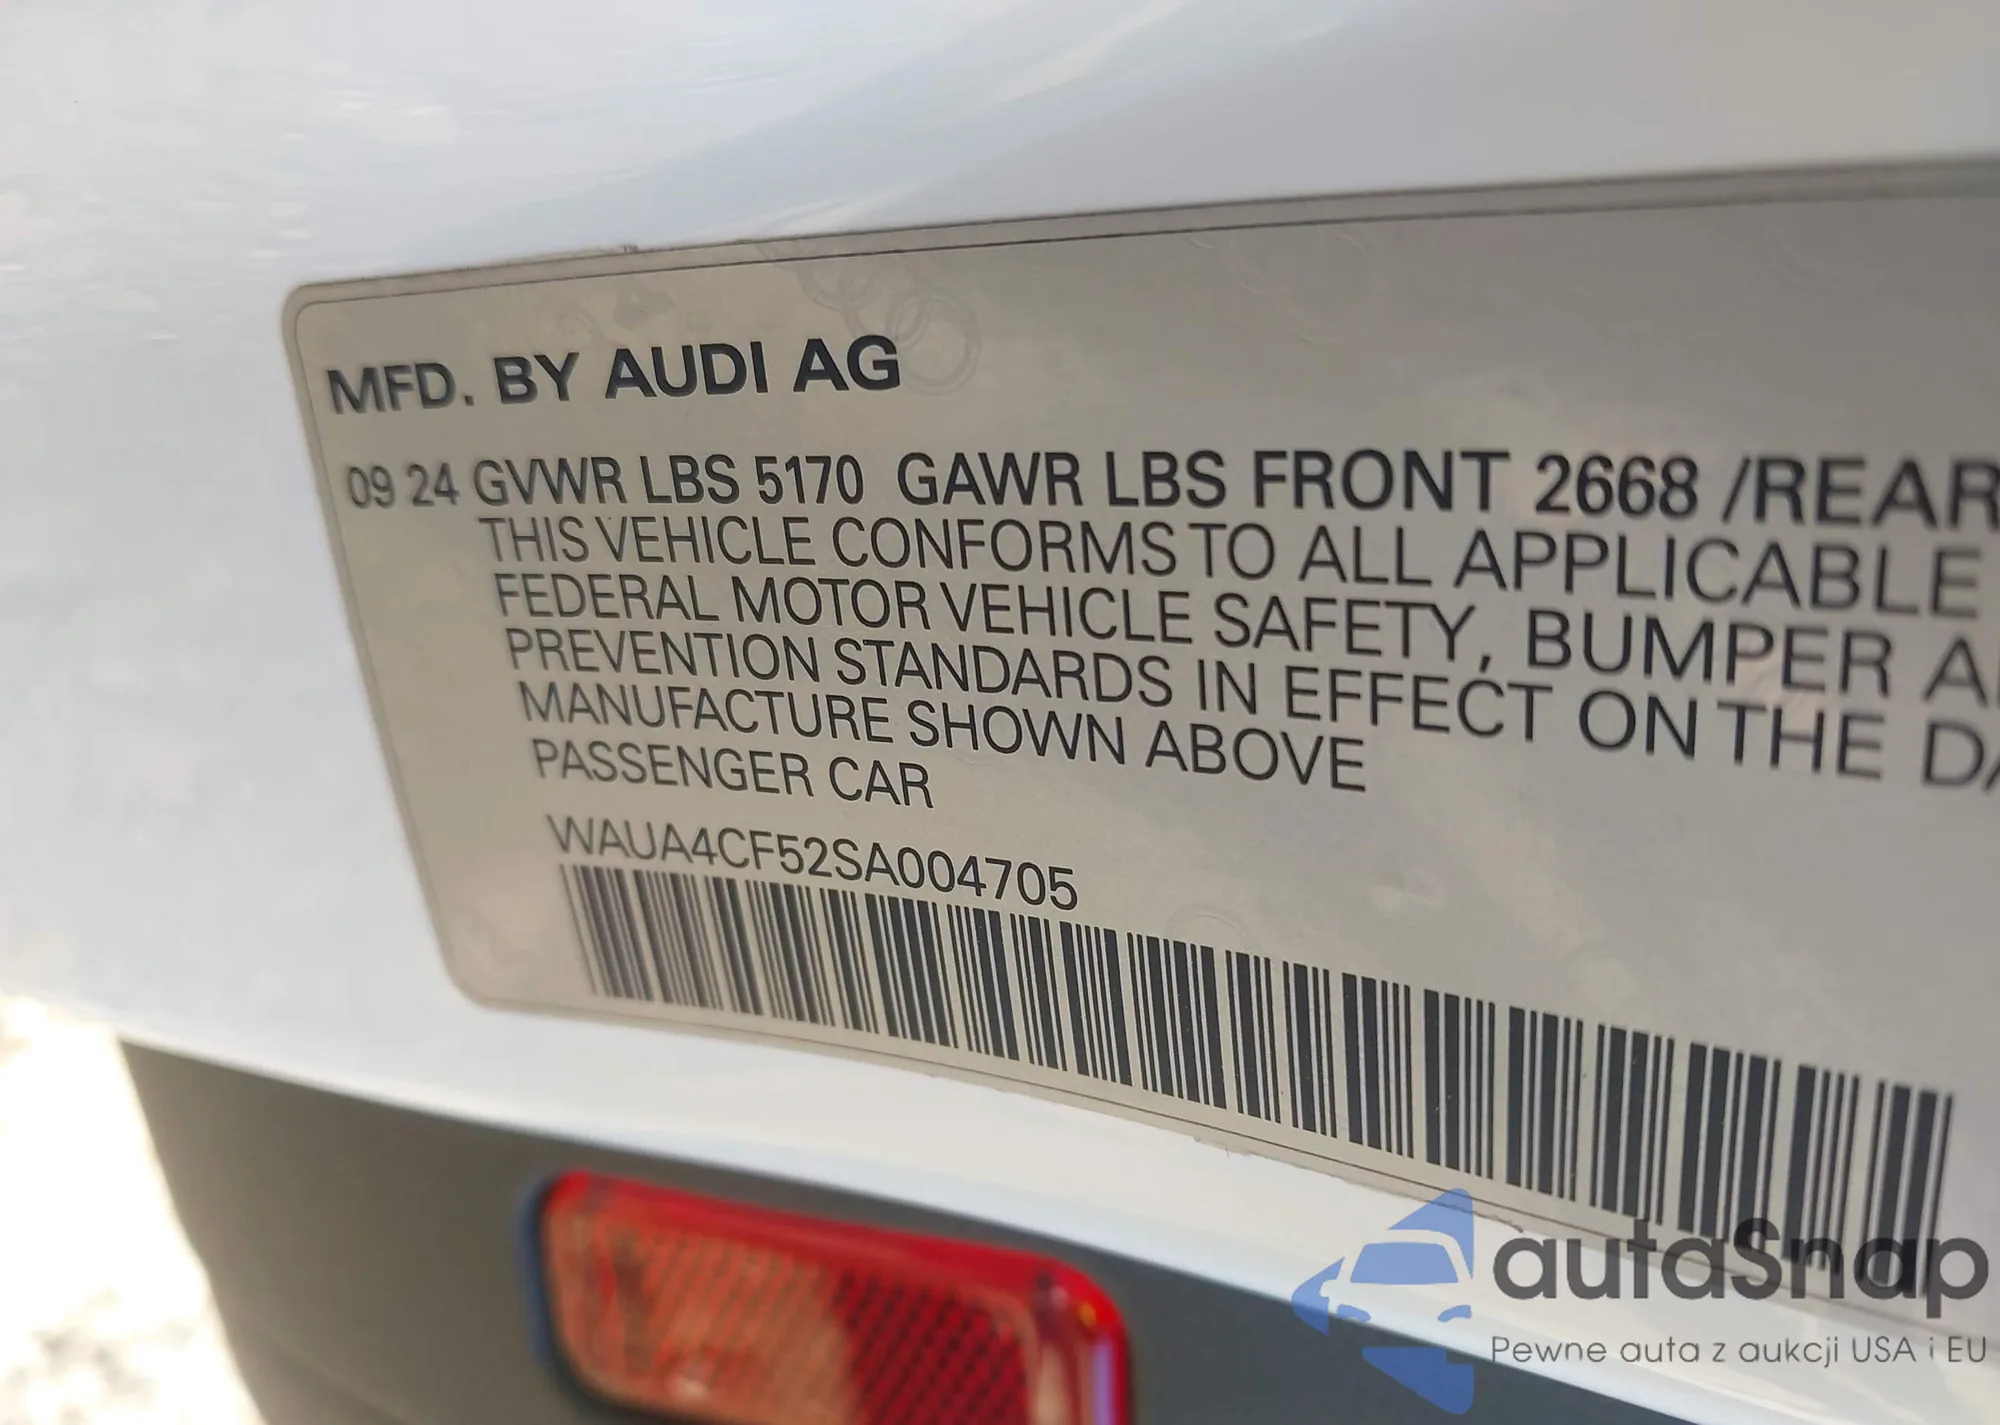 MFD. BY AUDI AG
09 24 GVWR LBS 5170 GAWR LBS FRONT 2668 /REAR
THIS VEHICLE CONFORMS TO ALL APPLICABLE
FEDERAL MOTOR VEHICLE SAFETY, BUMPER
PREVENTION STANDARDS IN EFFECT ON THE
MANUFACTURE SHOWN ABOVE
PASSENGER CAR
WAUA4CF52SA004705
autaSnap
Pewne auta z aukcji USA i EU